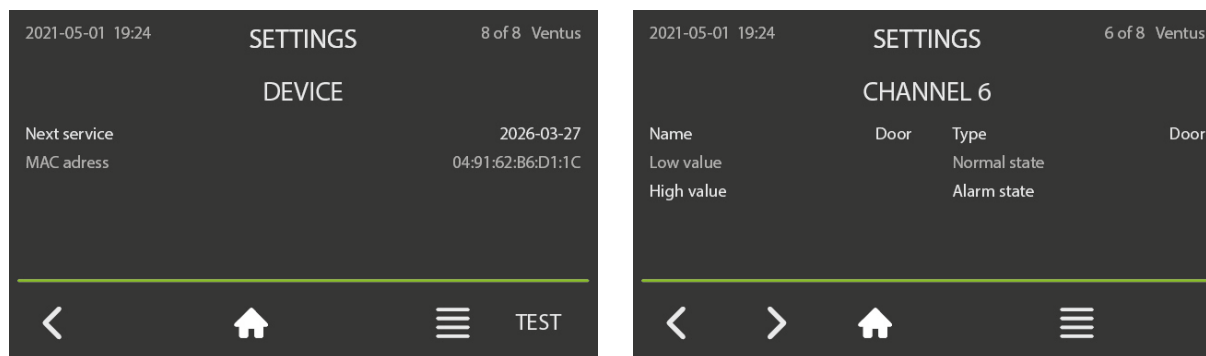 2021-05-01 19:24 SETTINGS 8 of 8 Ventus
DEVICE
Next service 2026-03-27
MAC adress 04:91:62:B6:D1:1C
TEST
2021-05-01 19:24 SETTINGS 6 of 8 Ventus
CHANNEL 6
Name Door Type Door
Low value Normal state
High value Alarm state